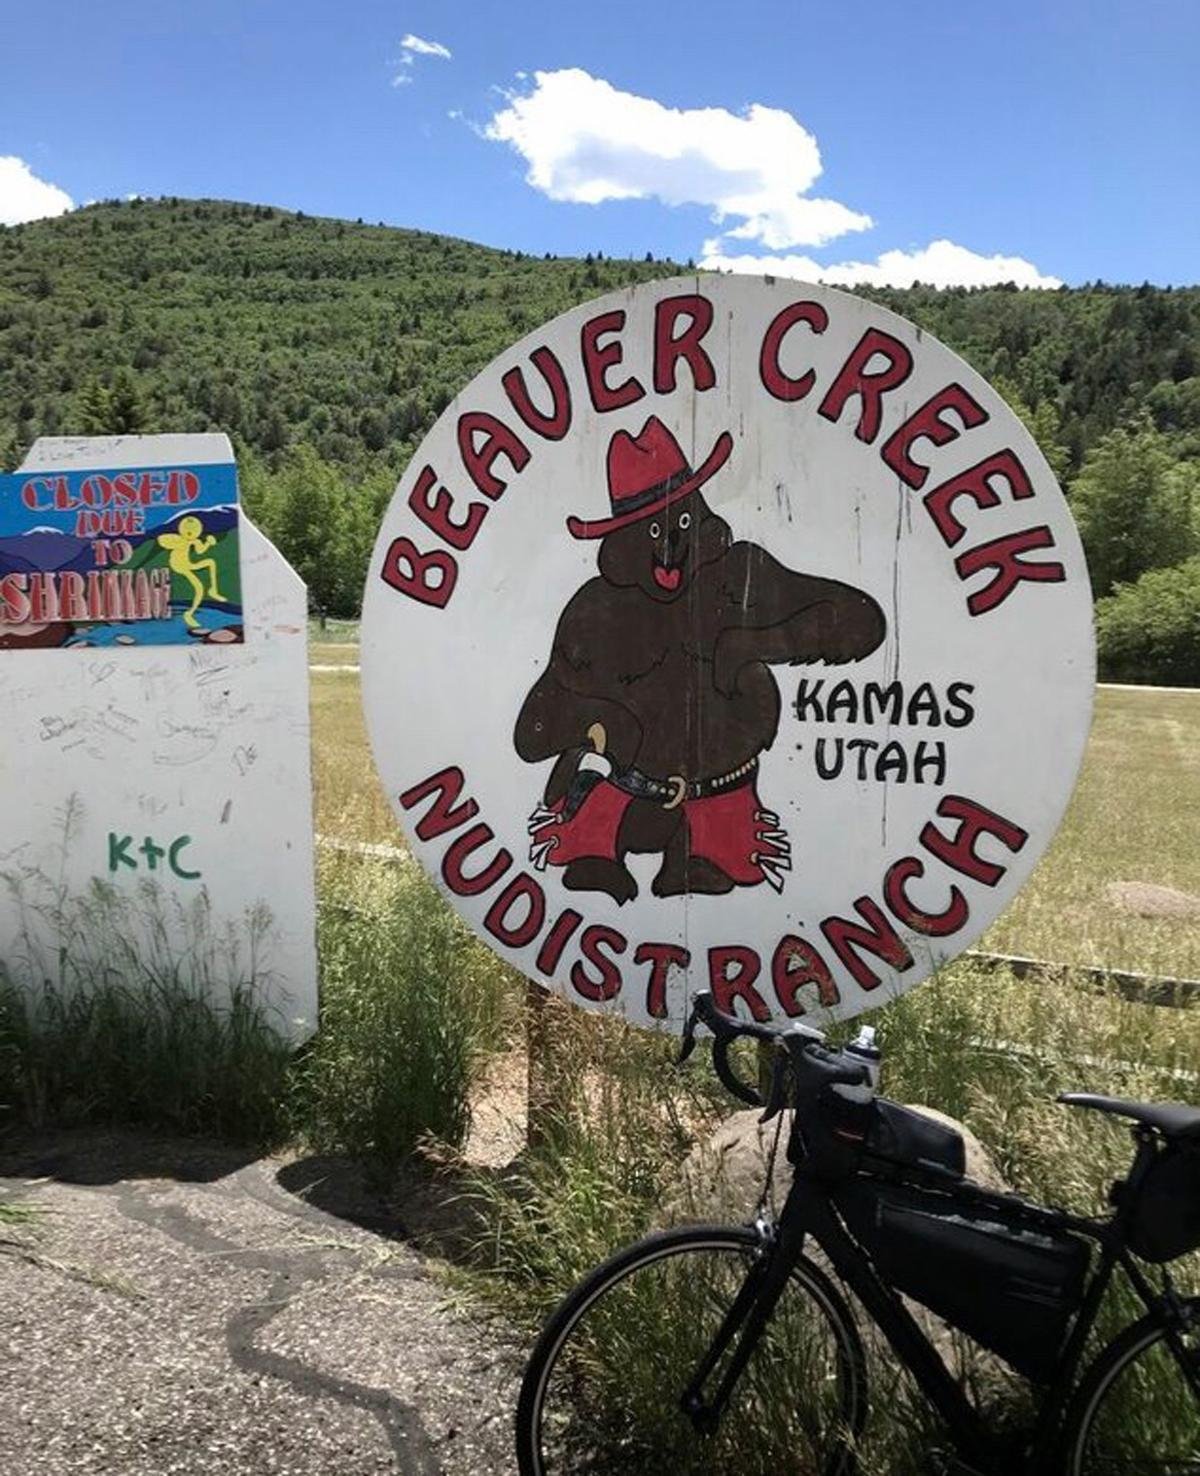 CLOSED
DUE
TO
SHRINKAGE
K+C
BEAVER CREEK
KAMAS
UTAH
NUDIST RANCH